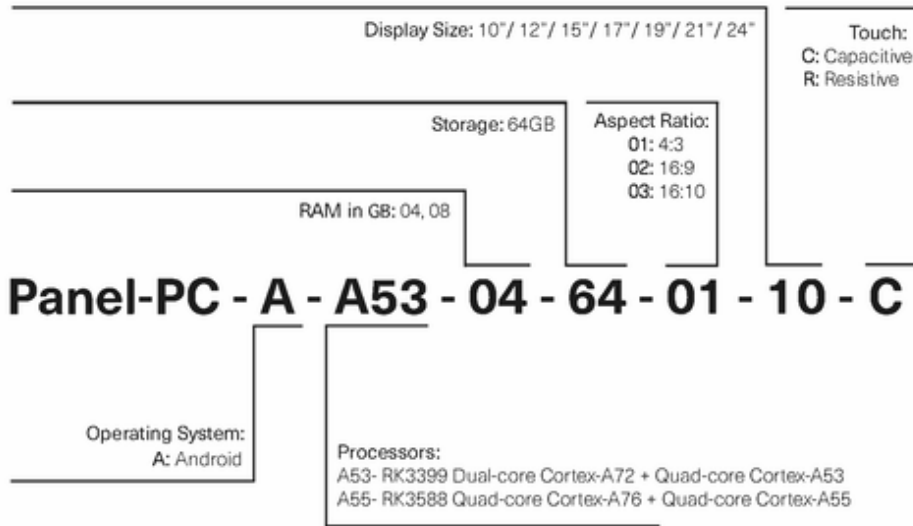 Display Size: 10"/ 12"/ 15"/ 17"/ 19"/ 21"/ 24"
Touch:
C: Capacitive
R: Resistive
Storage: 64GB
Aspect Ratio:
01: 4:3
02: 16:9
03: 16:10
RAM in GB: 04, 08
Panel-PC - A - A53 - 04 - 64 - 01 - 10 - C
Operating System:
A: Android
Processors:
A53- RK3399 Dual-core Cortex-A72 + Quad-core Cortex-A53
A55- RK3588 Quad-core Cortex-A76 + Quad-core Cortex-A55